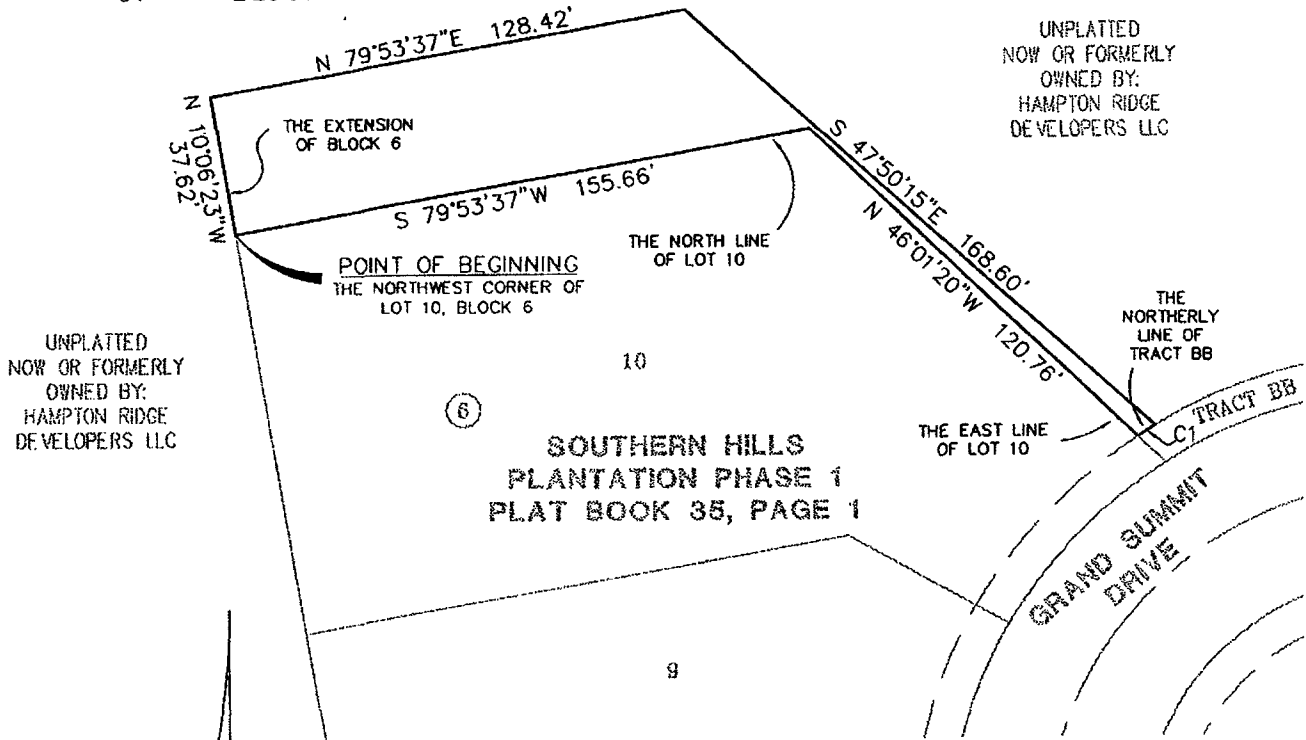 N 79°53'37"E 128.42'
UNPLATTED
NOW OR FORMERLY
OWNED BY:
HAMPTON RIDGE
DEVELOPERS LLC
N 10°06'23"W
37.62'
THE EXTENSION
OF BLOCK 6
S 79°53'37"W 155.66'
S 47°50'15"E 168.60'
N 46°01'20"W 120.76'
THE NORTH LINE
OF LOT 10
POINT OF BEGINNING
THE NORTHWEST CORNER OF
LOT 10, BLOCK 6
THE
NORTHERLY
LINE OF
TRACT BB
UNPLATTED
NOW OR FORMERLY
OWNED BY:
HAMPTON RIDGE
DEVELOPERS LLC
10
6
TRACT BB
C1
THE EAST LINE
OF LOT 10
SOUTHERN HILLS
PLANTATION PHASE 1
PLAT BOOK 35, PAGE 1
GRAND SUMMIT
DRIVE
9